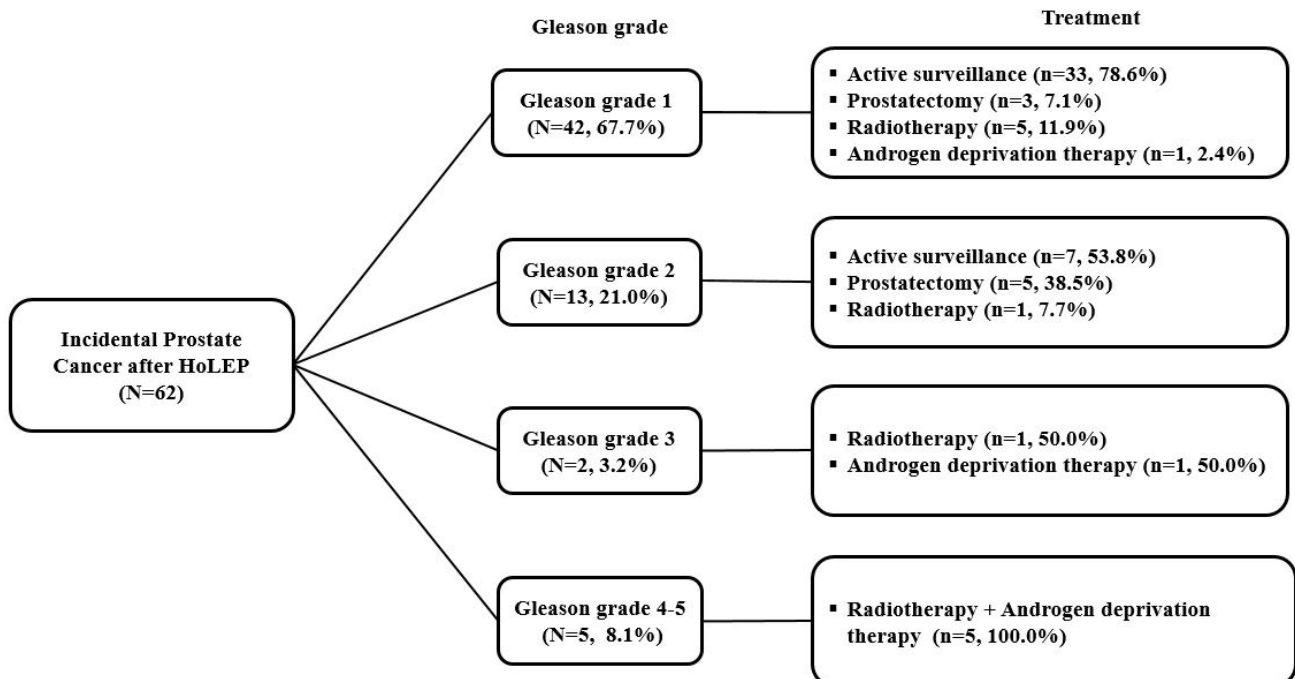 Gleason grade
Treatment
Gleason grade 1
(N=42, 67.7%)
▪ Active surveillance (n=33, 78.6%)
▪ Prostatectomy (n=3, 7.1%)
▪ Radiotherapy (n=5, 11.9%)
▪ Androgen deprivation therapy (n=1, 2.4%)
Gleason grade 2
(N=13, 21.0%)
▪ Active surveillance (n=7, 53.8%)
▪ Prostatectomy (n=5, 38.5%)
▪ Radiotherapy (n=1, 7.7%)
Incidental Prostate
Cancer after HoLEP
(N=62)
Gleason grade 3
(N=2, 3.2%)
▪ Radiotherapy (n=1, 50.0%)
▪ Androgen deprivation therapy (n=1, 50.0%)
Gleason grade 4-5
(N=5, 8.1%)
▪ Radiotherapy + Androgen deprivation
therapy (n=5, 100.0%)